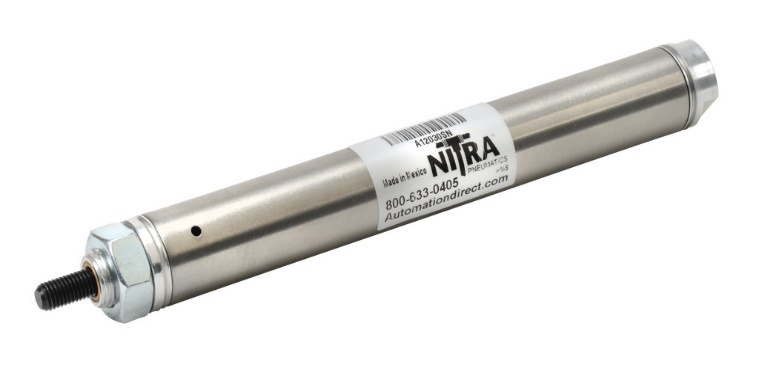 A12030SN
NITRA
Made in Mexico
PNEUMATICS
800-633-0405
Automationdirect.com